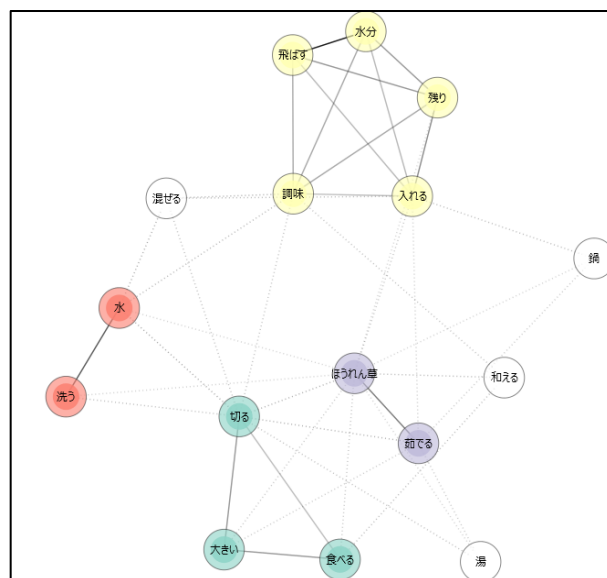 水分
飛ばす
残り
調味
入れる
混ぜる
鍋
水
ほうれん草
和える
洗う
切る
茹でる
大きい
食べる
湯